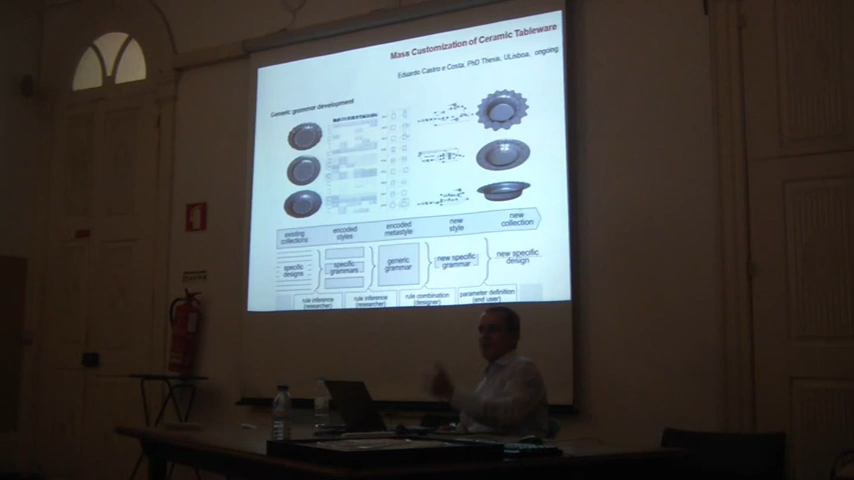 Mass Customization of Ceramic Tableware
Eduardo Castro e Costa, PhD Thesis, ULisboa, ongoing
Generic grammar development
existing collections
encoded styles
encoded metastyle
new style
new collection
specific designs
specific grammars
generic grammar
new specific grammar
new specific design
rule inference (researcher)
rule inference (researcher)
rule combination (designer)
parameter definition (end user)